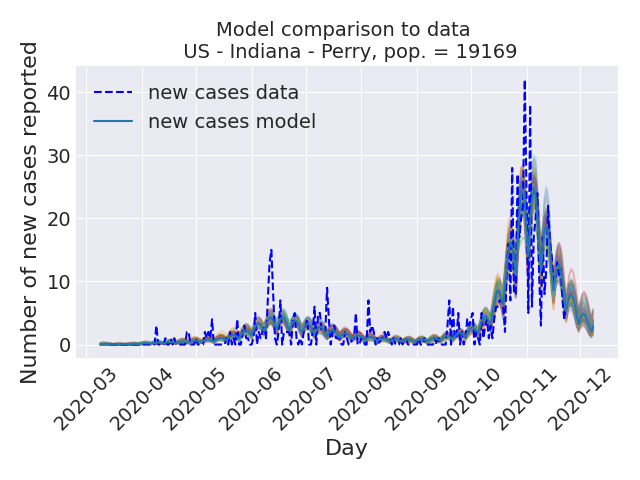 Model comparison to data
US - Indiana - Perry, pop. = 19169
Number of new cases reported
40
30
20
10
0
new cases data
new cases model
2020-03
2020-04
2020-05
2020-06
2020-07
2020-08
2020-09
2020-10
2020-11
2020-12
Day